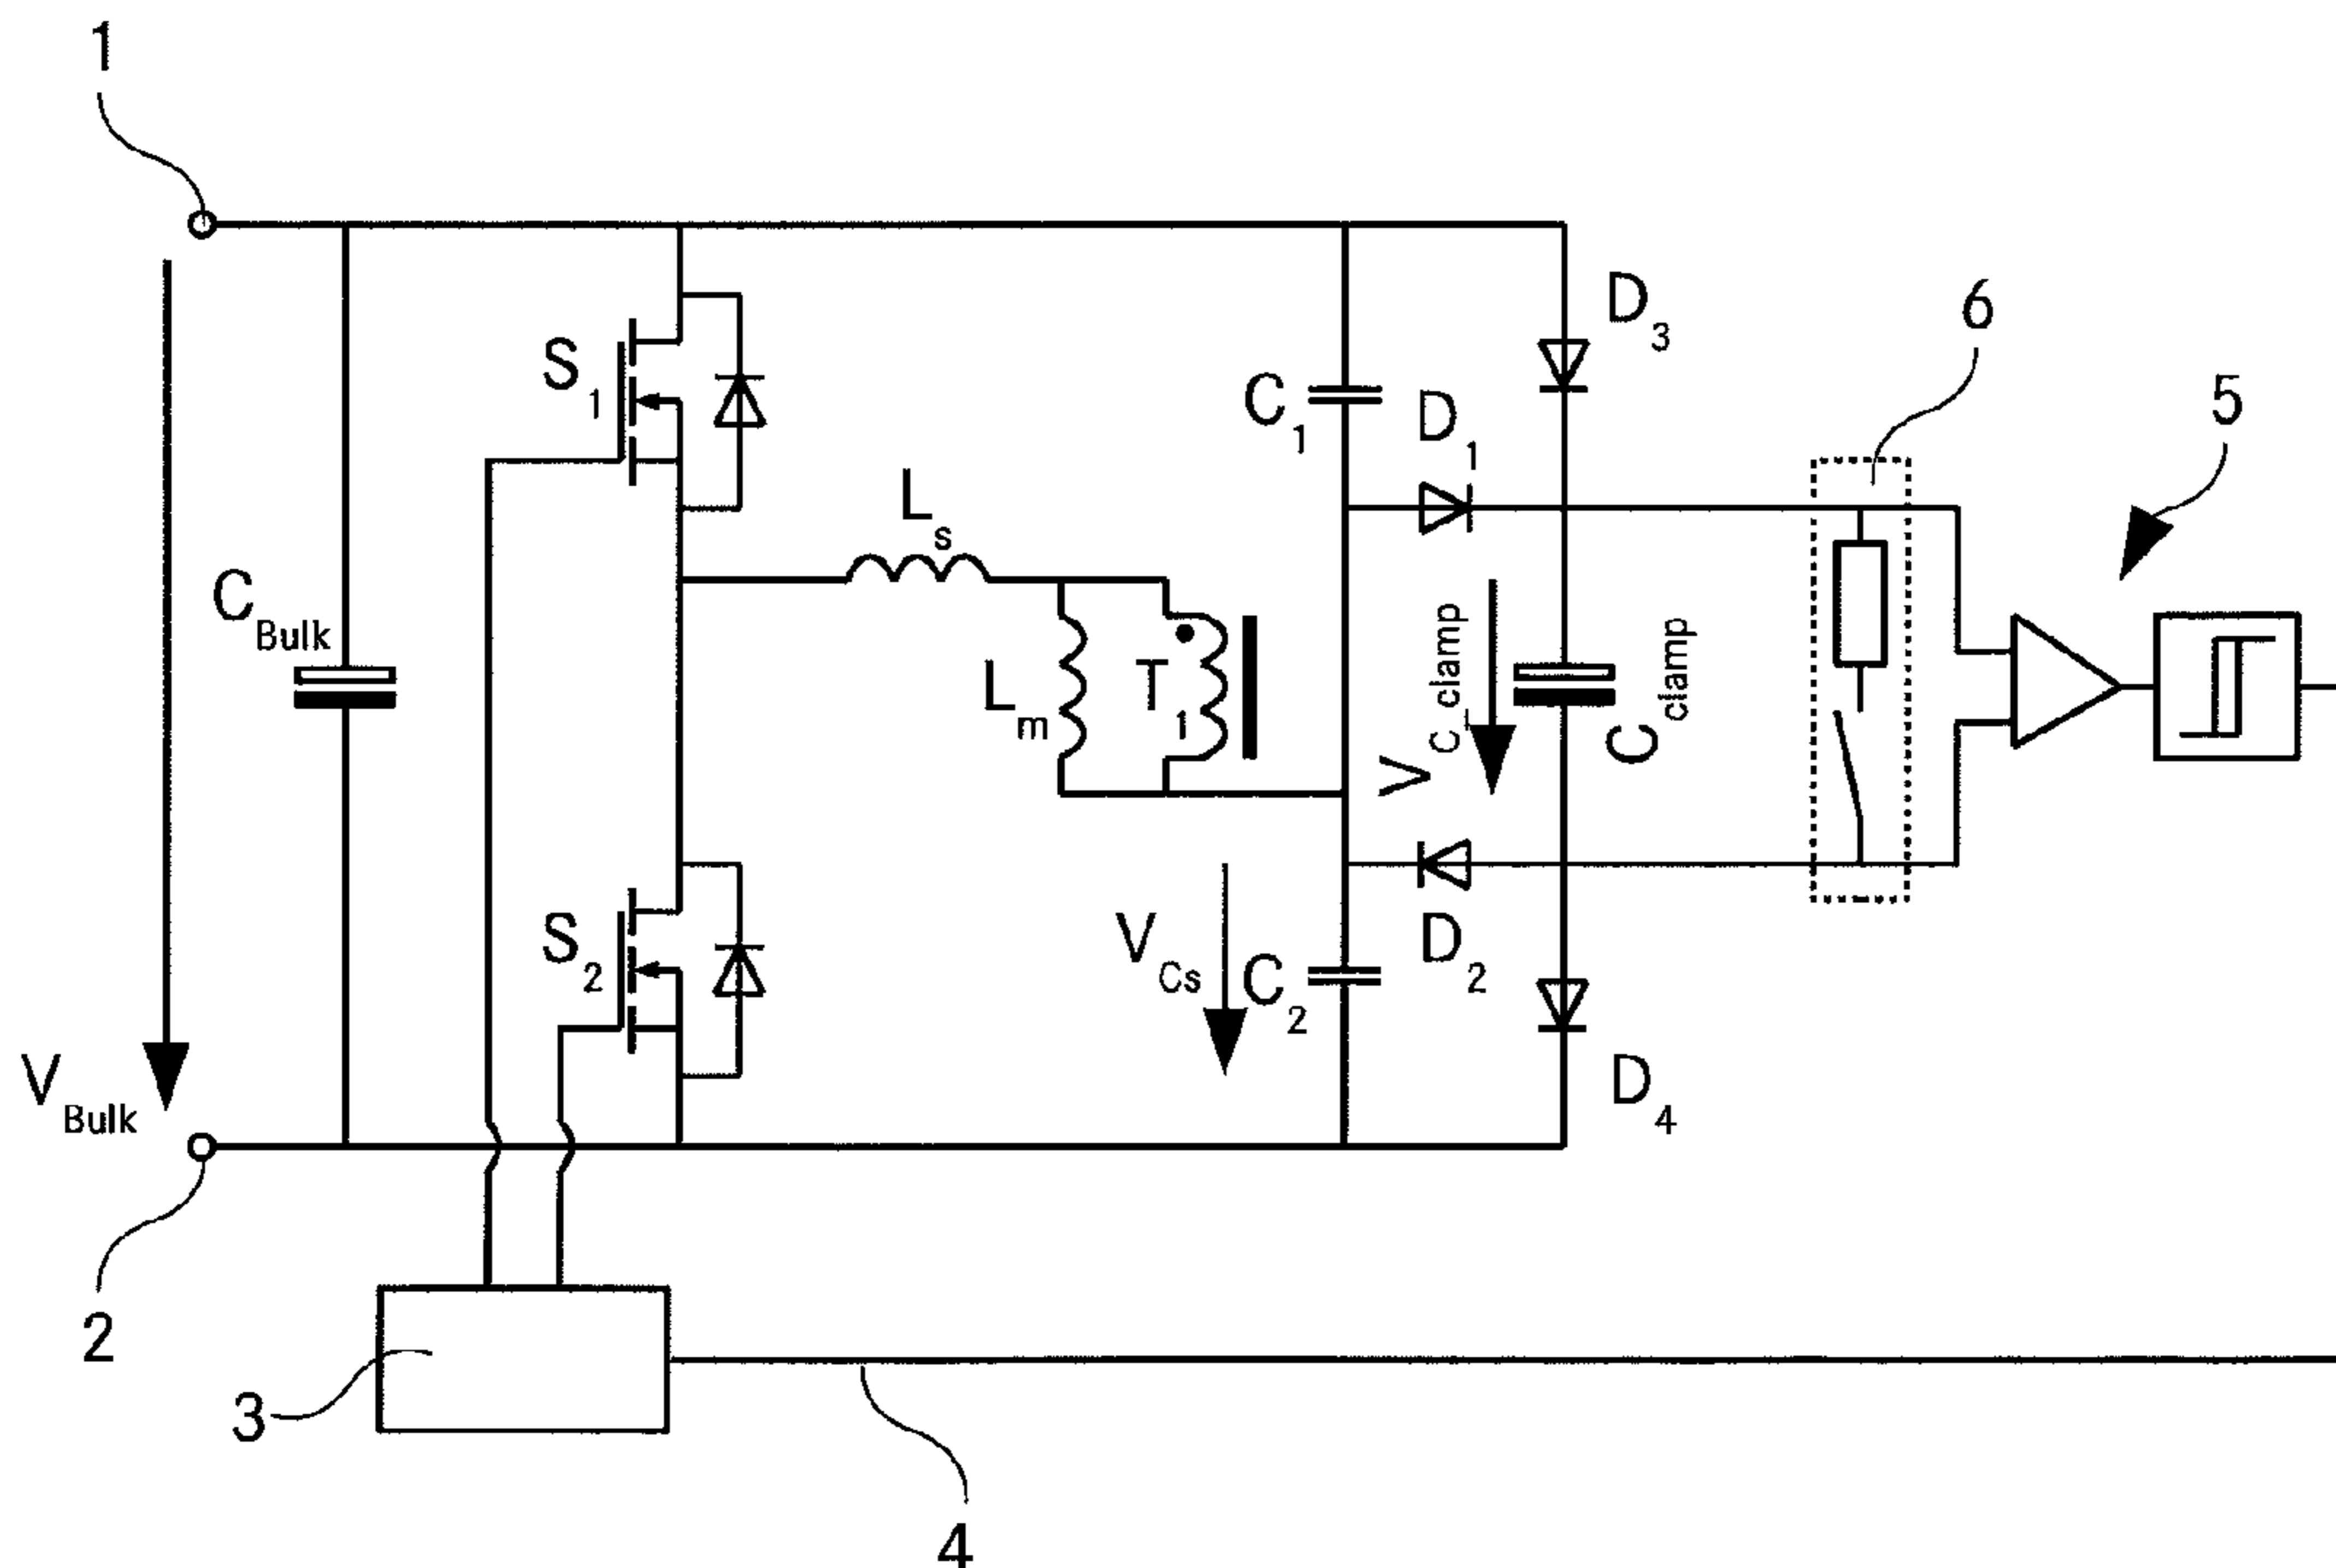 1
D3
6
S1
C1
D1
5
Ls
CBulk
Lm
T1
VC_clamp
Cclamp
S2
VCs
C2
D2
VBulk
D4
2
3
4